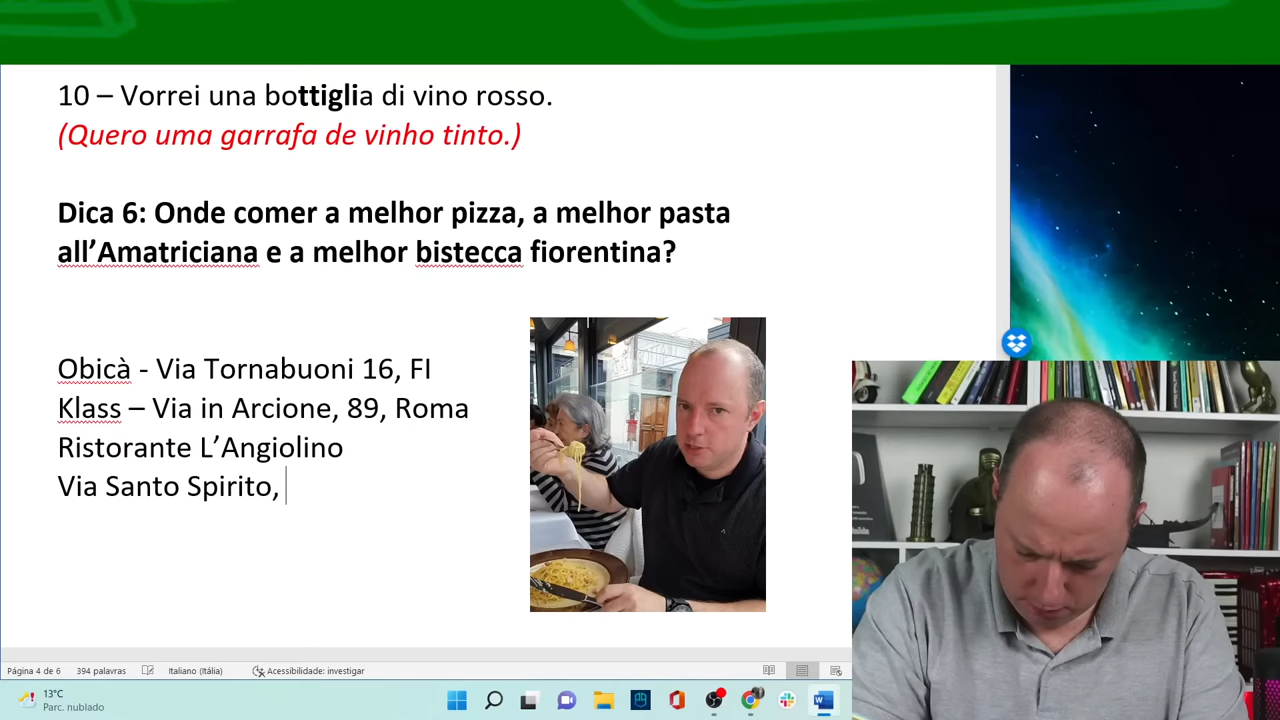 10 – Vorrei una bottiglia di vino rosso.
(Quero uma garrafa de vinho tinto.)
Dica 6: Onde comer a melhor pizza, a melhor pasta
all’Amatriciana e a melhor bistecca fiorentina?
Obicà - Via Tornabuoni 16, FI
Klass – Via in Arcione, 89, Roma
Ristorante L’Angiolino
Via Santo Spirito,
Página 4 de 6
394 palavras
Italiano (Itália)
Acessibilidade: investigar
13°C
Parc. nublado